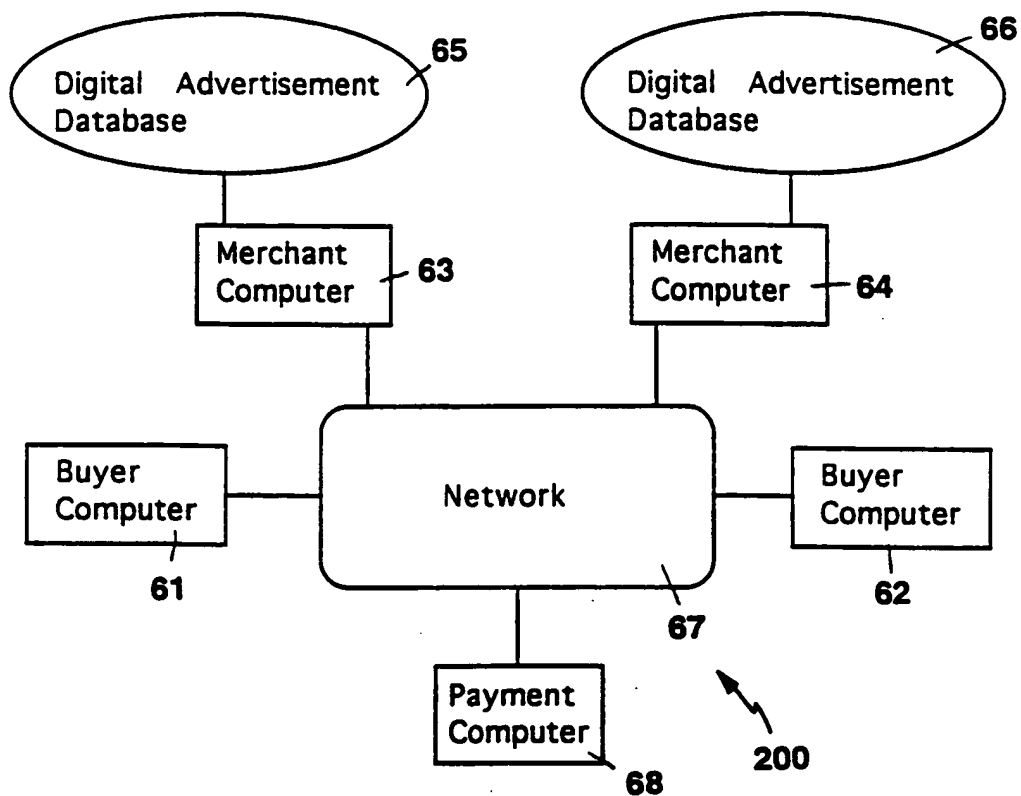 65
Digital Advertisement
Database
66
Digital Advertisement
Database
Merchant
Computer
63
Merchant
Computer
64
Buyer
Computer
61
Network
67
Buyer
Computer
62
Payment
Computer
68
200